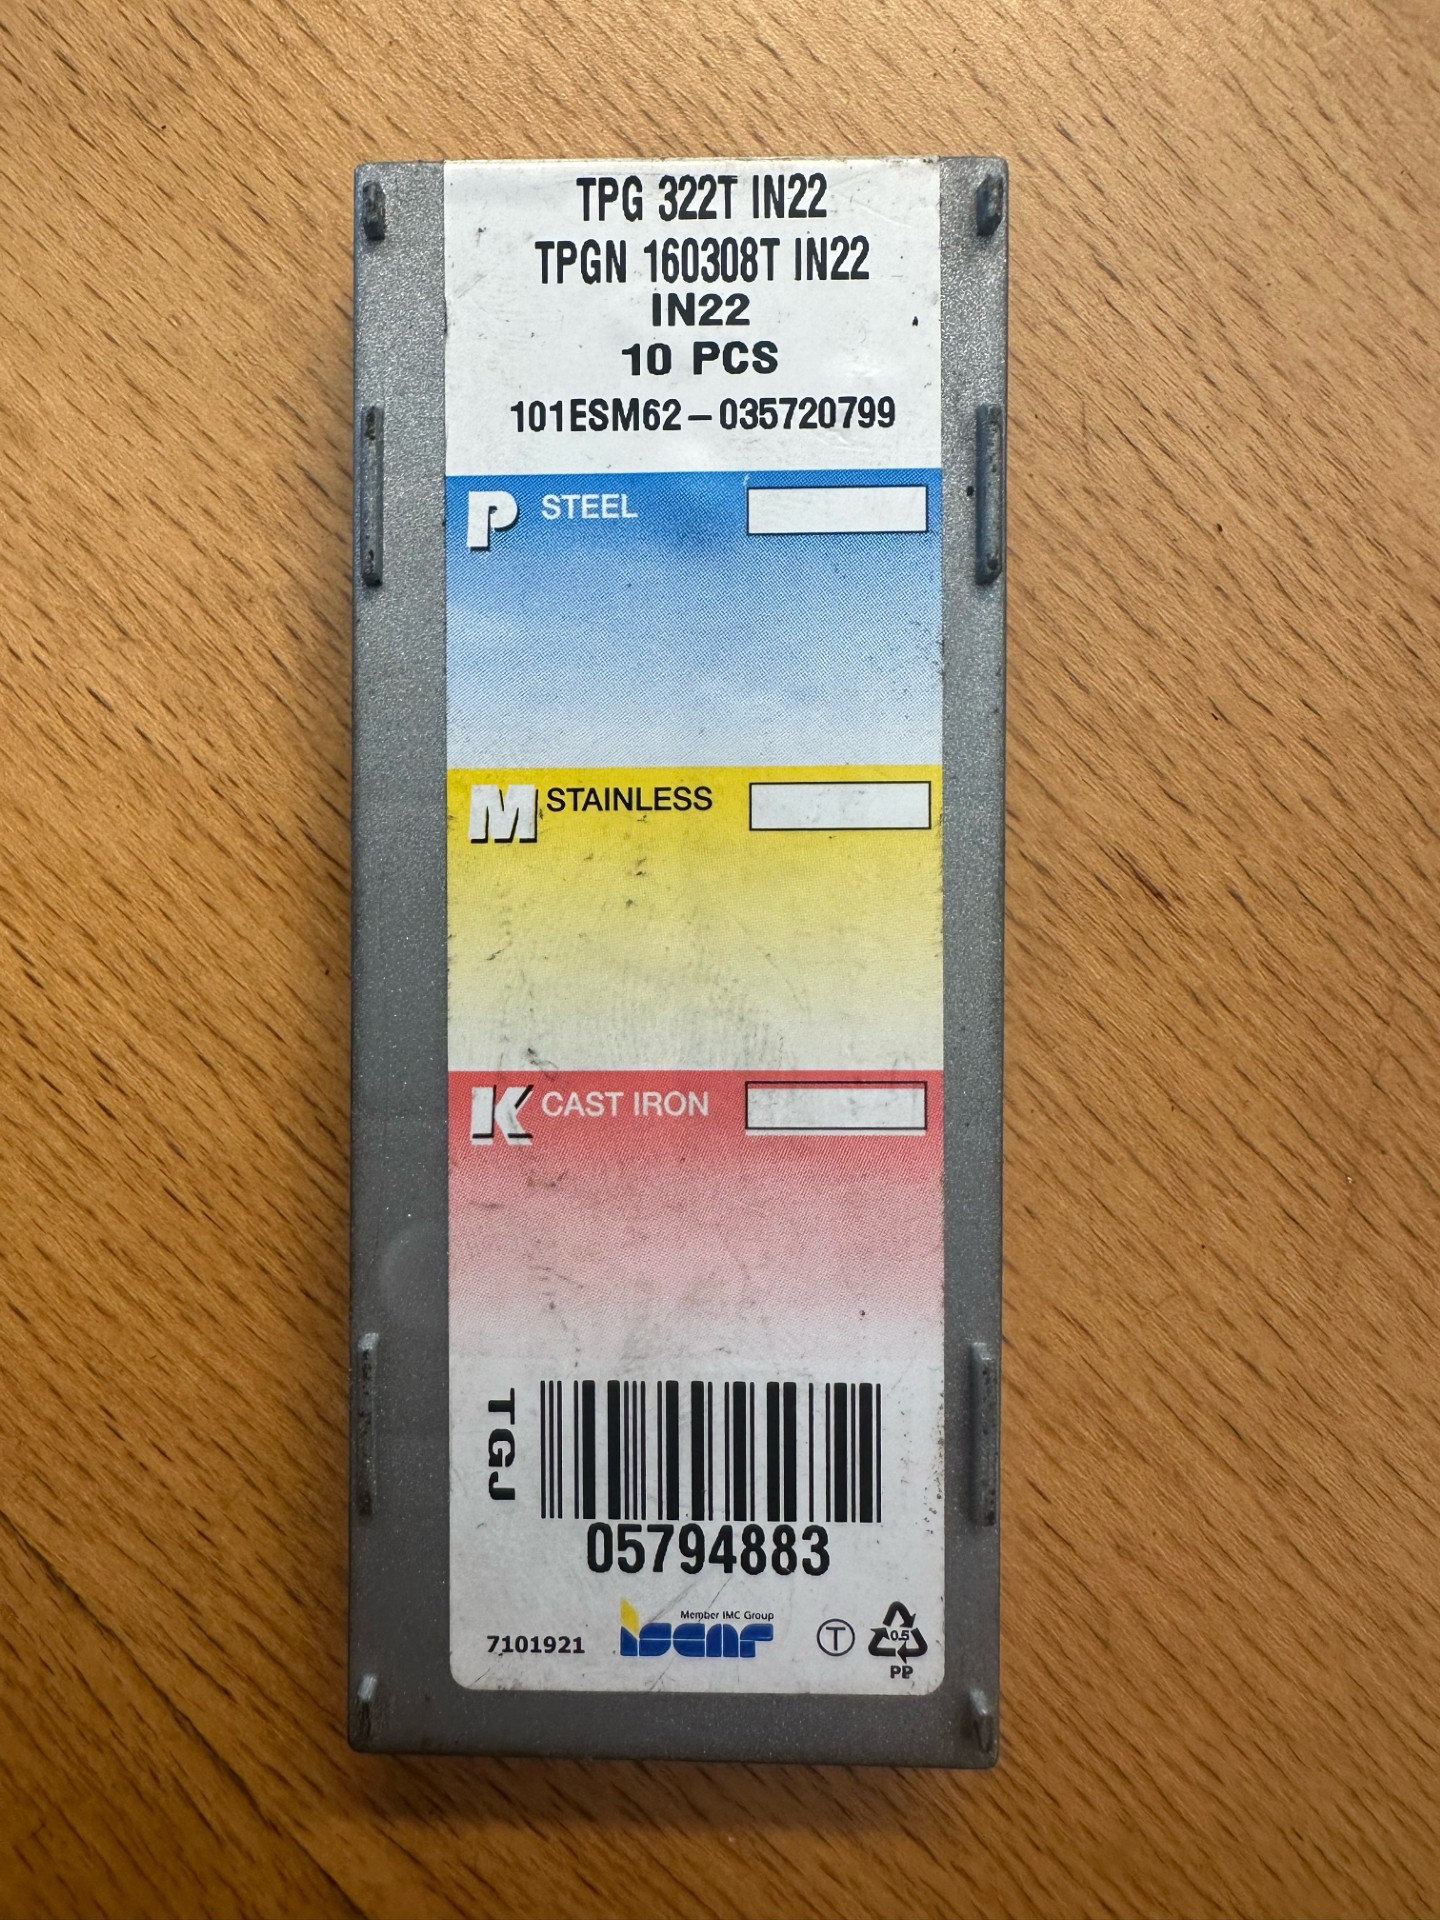 TPG 322T IN22
TPGN 160308T IN22
IN22
10 PCS
101ESM62-035720799
P STEEL
M STAINLESS
K CAST IRON
TGJ
05794883
7101921
Member IMC Group
iscar
T
0.5
PP